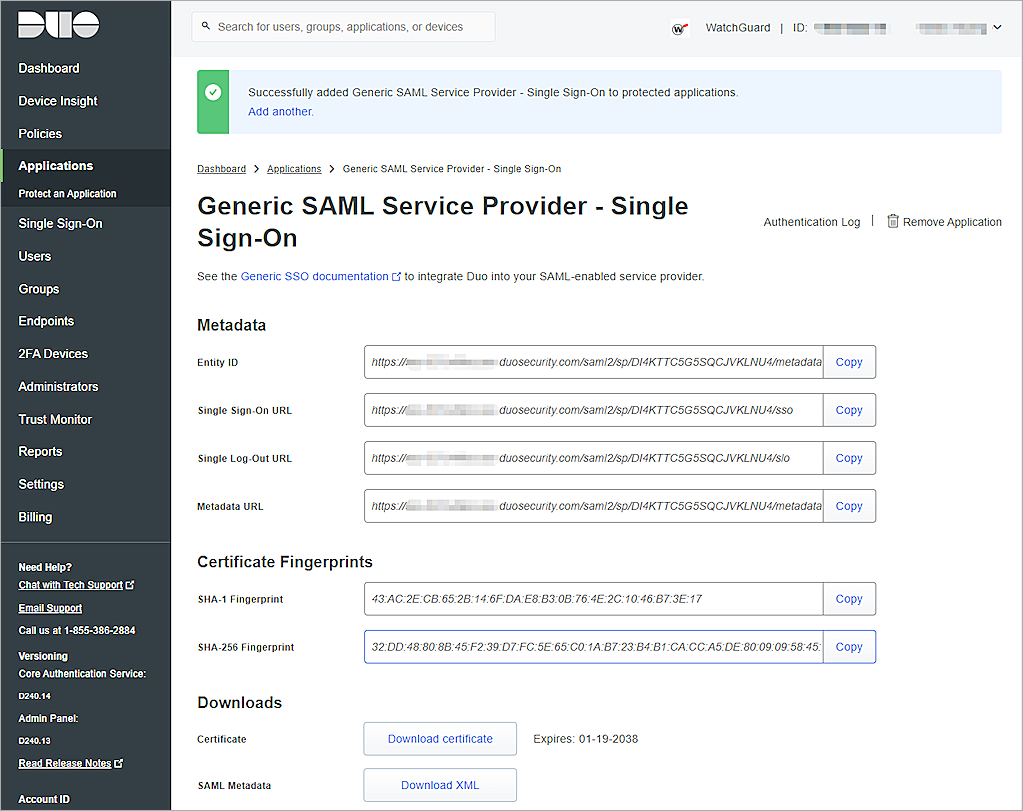 DUO
Search for users, groups, applications, or devices
W
WatchGuard | ID:
Dashboard
Device Insight
Policies
Applications
Protect an Application
Single Sign-On
Users
Groups
Endpoints
2FA Devices
Administrators
Trust Monitor
Reports
Settings
Billing
Need Help?
Chat with Tech Support
Email Support
Call us at 1-855-386-2884
Versioning
Core Authentication Service:
D240.14
Admin Panel:
D240.13
Read Release Notes
Account ID
Successfully added Generic SAML Service Provider - Single Sign-On to protected applications.
Add another.
Dashboard > Applications > Generic SAML Service Provider - Single Sign-On
Generic SAML Service Provider - Single
Sign-On
Authentication Log | Remove Application
See the Generic SSO documentation to integrate Duo into your SAML-enabled service provider.
Metadata
Entity ID https:// duosecurity.com/saml2/sp/DI4KTTC5G5SQCJVKLNU4/metadata Copy
Single Sign-On URL https:// duosecurity.com/saml2/sp/DI4KTTC5G5SQCJVKLNU4/sso Copy
Single Log-Out URL https:// duosecurity.com/saml2/sp/DI4KTTC5G5SQCJVKLNU4/slo Copy
Metadata URL https:// duosecurity.com/saml2/sp/DI4KTTC5G5SQCJVKLNU4/metadata Copy
Certificate Fingerprints
SHA-1 Fingerprint 43:AC:2E:CB:65:2B:14:6F:DA:E8:B3:0B:76:4E:2C:10:46:B7:3E:17 Copy
SHA-256 Fingerprint 32:DD:48:80:8B:45:F2:39:D7:FC:5E:65:C0:1A:B7:23:B4:B1:CA:CC:A5:DE:80:09:09:58:45: Copy
Downloads
Certificate Download certificate Expires: 01-19-2038
SAML Metadata Download XML